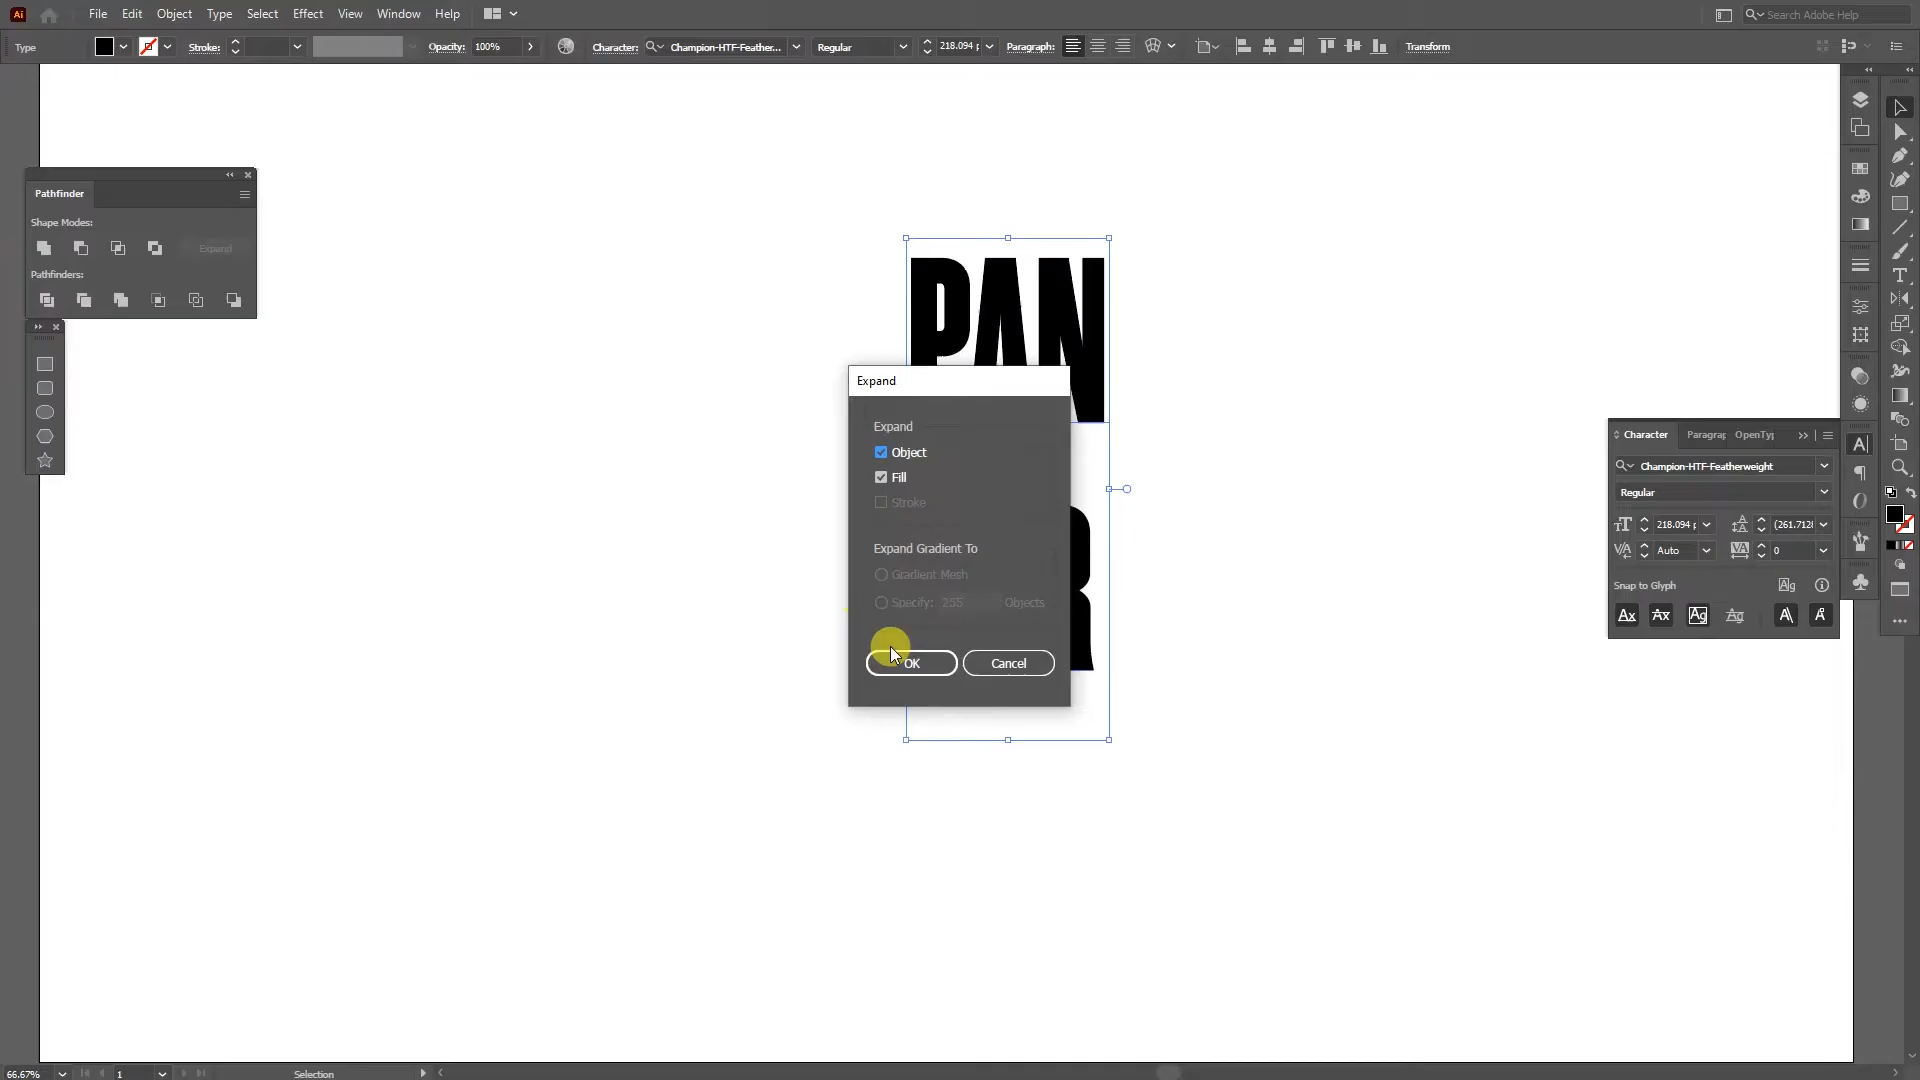 Ai File Edit Object Type Select Effect View Window Help Search Adobe Help
Type Stroke: Opacity: 100% Character: Champion-HTF-Feather... Regular 218.094 p Paragraph: Transform
Pathfinder
Shape Modes:
Expand
Pathfinders:
PAN
R
Expand
Expand
Object
Fill
Stroke
Expand Gradient To
Gradient Mesh
Specify: 255 Objects
OK Cancel
Character Paragrap OpenTyp
Champion-HTF-Featherweight
Regular
218.094 p (261.7128
Auto 0
Snap to Glyph
66.67% 1 Selection